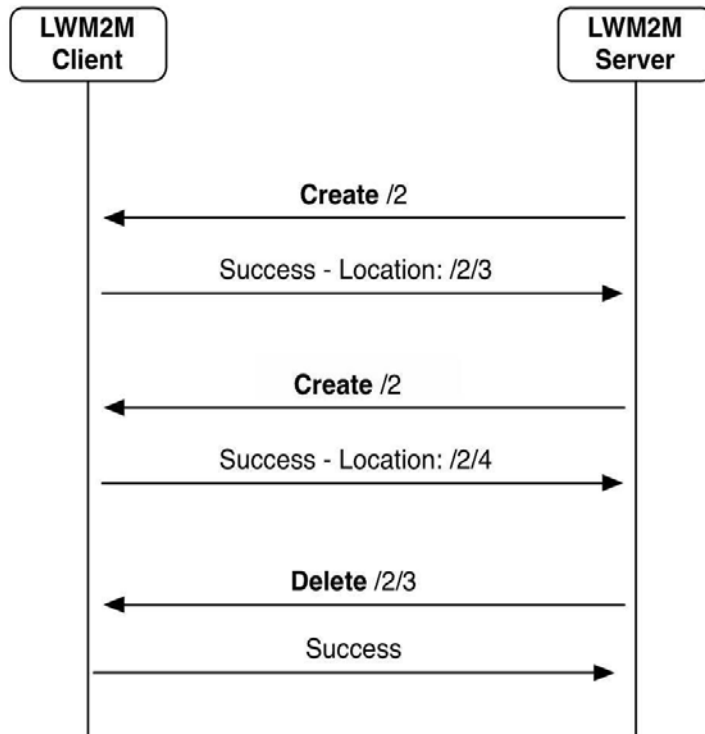 LWM2M
Client
LWM2M
Server
Create /2
Success - Location: /2/3
Create /2
Success - Location: /2/4
Delete /2/3
Success